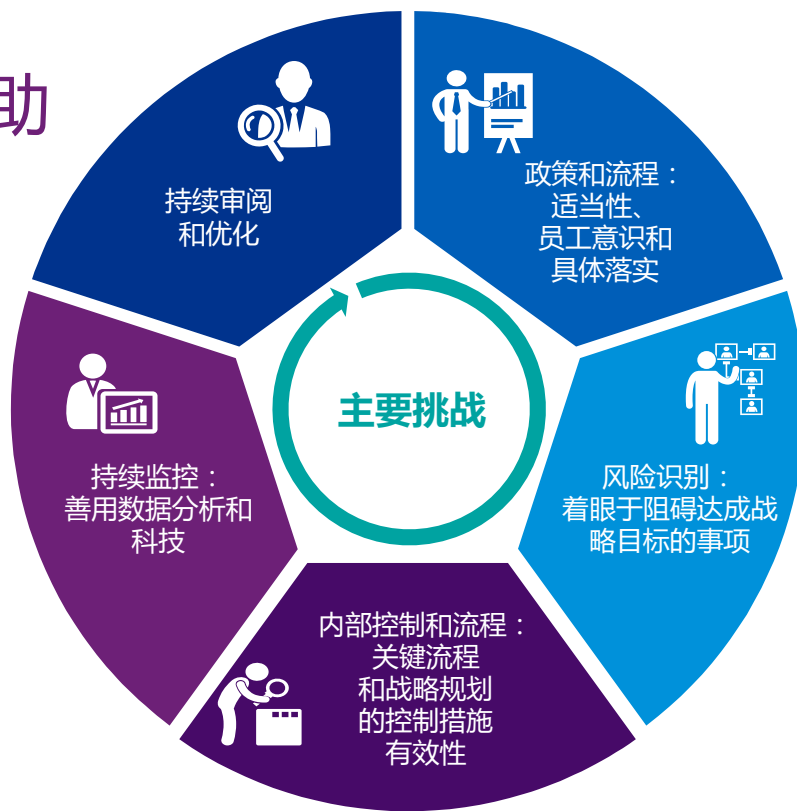 助
持续审阅
和优化
政策和流程：
适当性、
员工意识和
具体落实
主要挑战
持续监控：
善用数据分析和
科技
风险识别：
着眼于阻碍达成战
略目标的事项
内部控制和流程：
关键流程
和战略规划
的控制措施
有效性